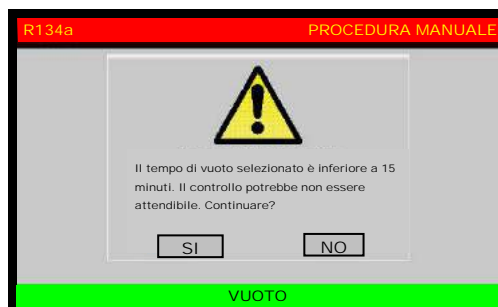 R134a PROCEDURA MANUALE
Il tempo di vuoto selezionato è inferiore a 15
minuti. Il controllo potrebbe non essere
attendibile. Continuare?
SI NO
VUOTO